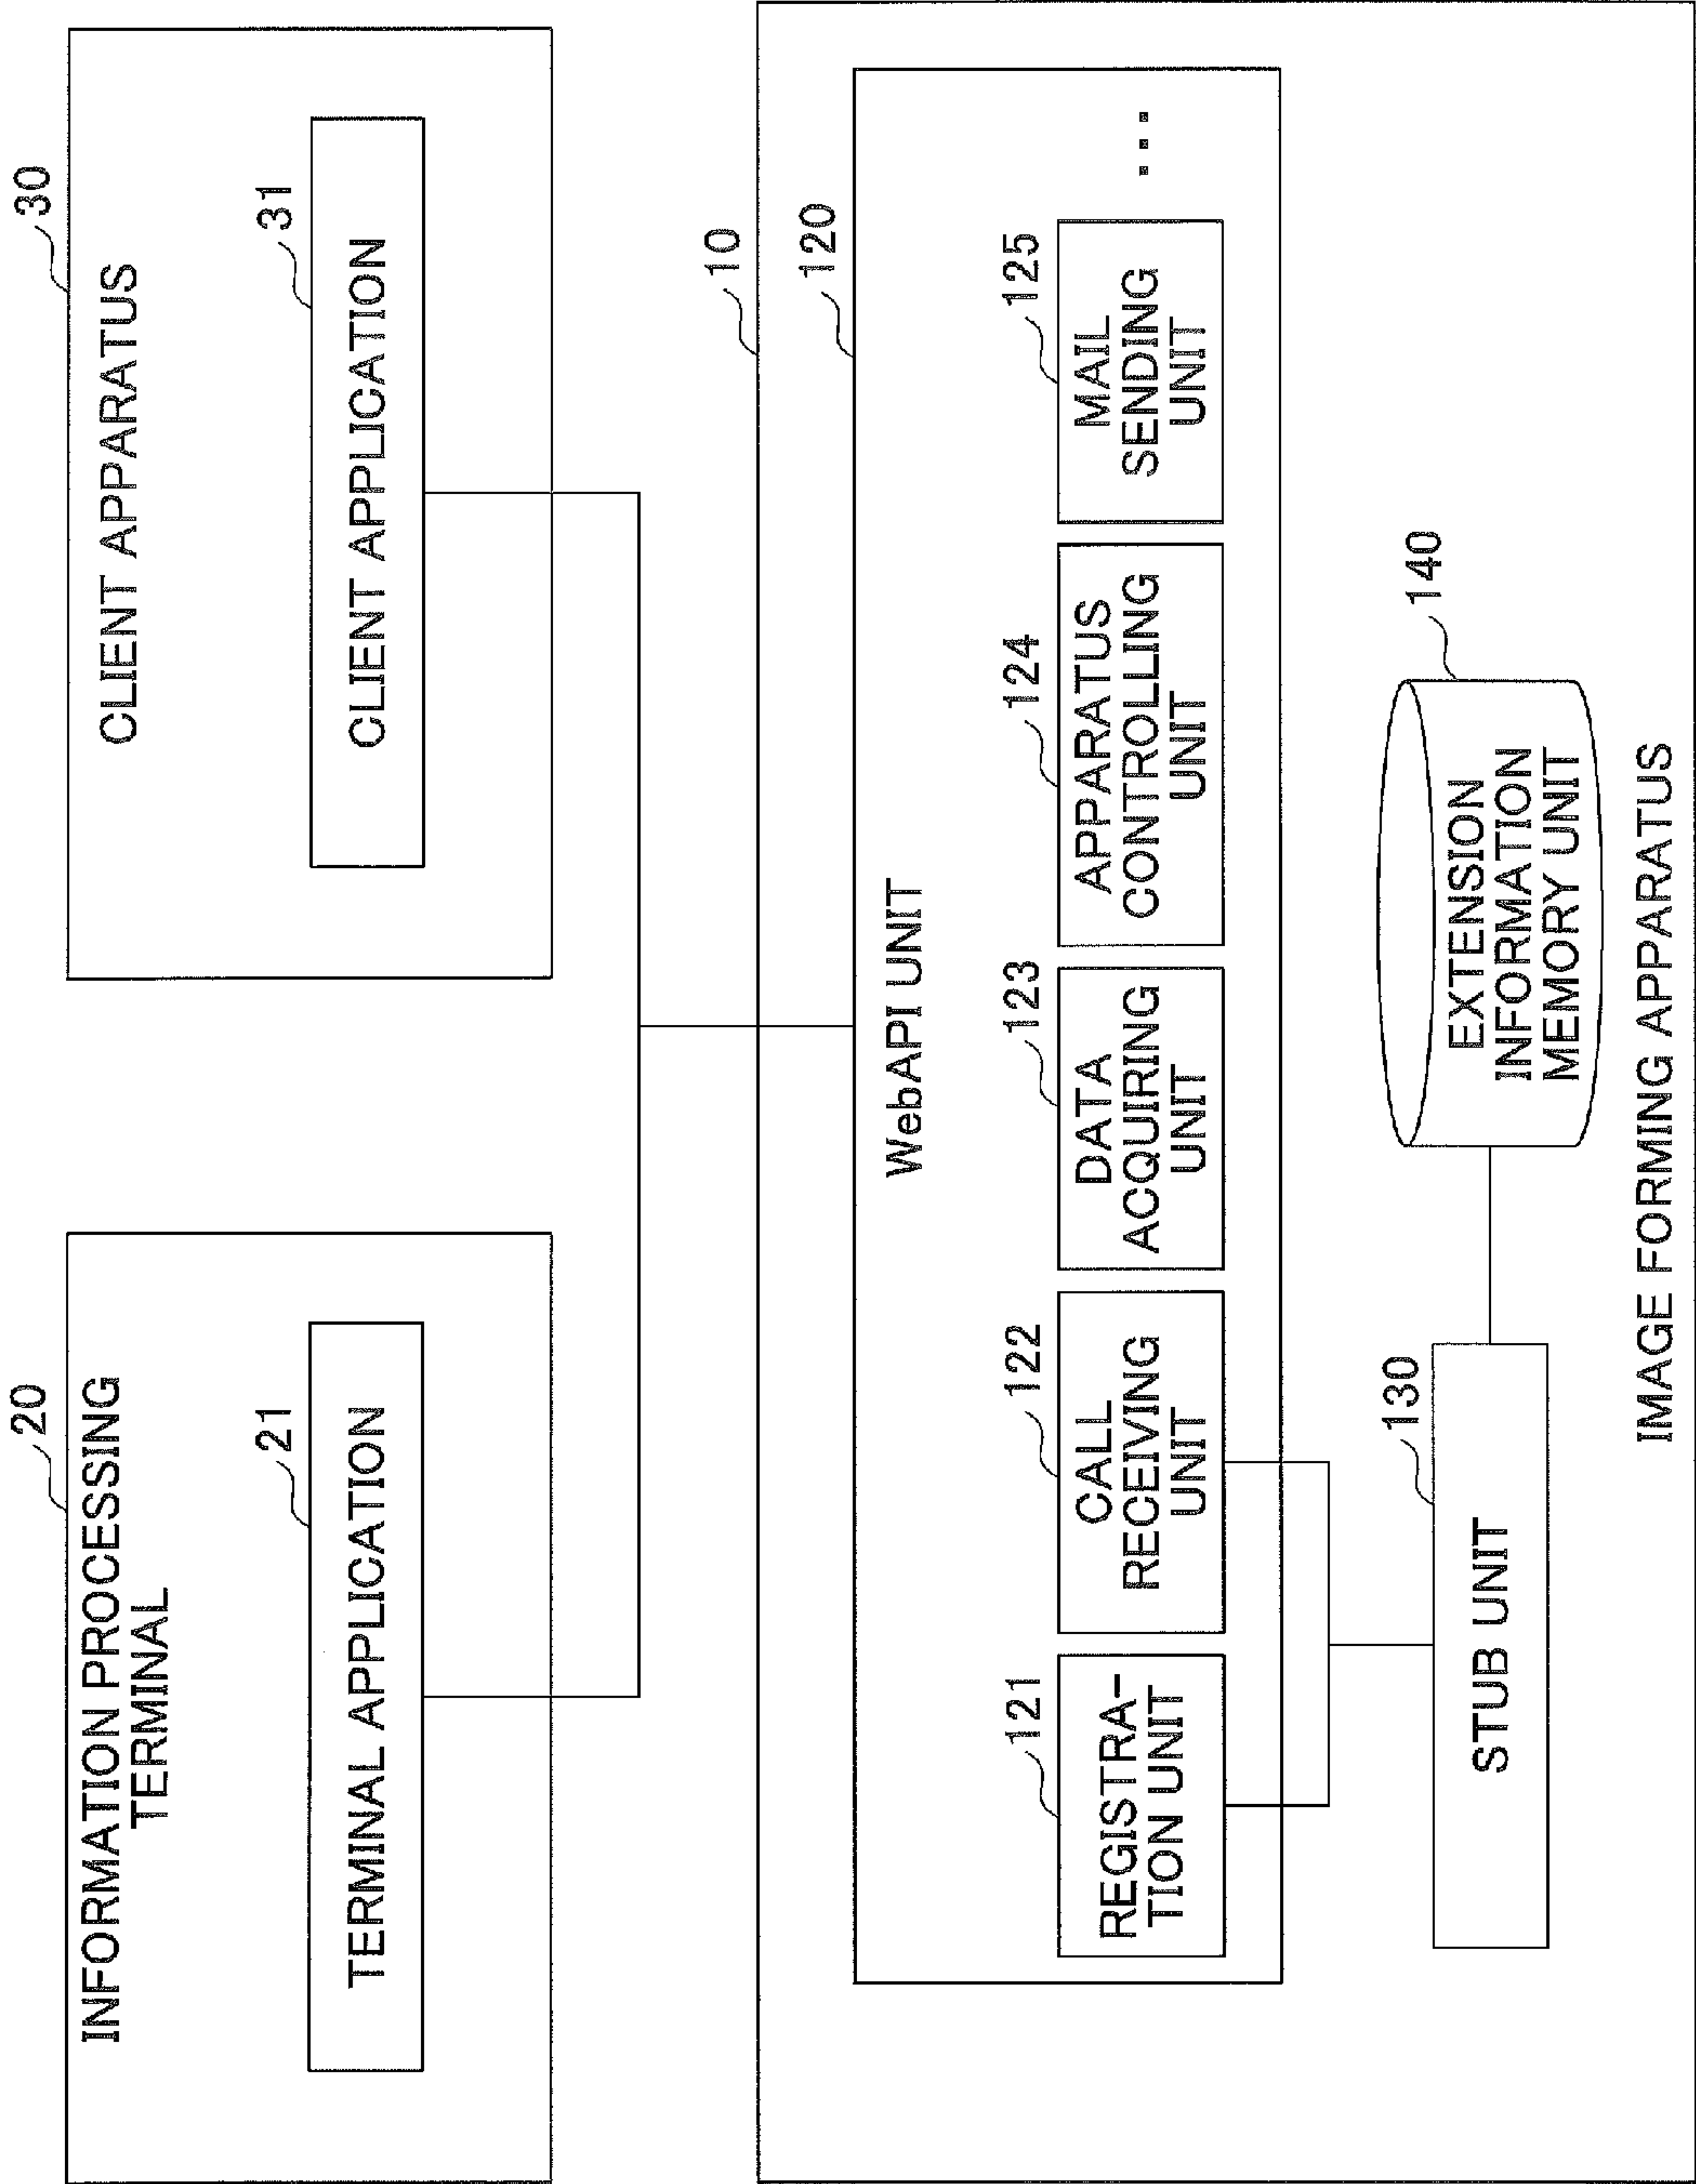 20
INFORMATION PROCESSING
TERMINAL
21
TERMINAL APPLICATION
30
CLIENT APPARATUS
31
CLIENT APPLICATION
10
120
WebAPI UNIT
121
REGISTRA-
TION UNIT
122
CALL
RECEIVING
UNIT
123
DATA
ACQUIRING
UNIT
124
APPARATUS
CONTROLLING
UNIT
125
MAIL
SENDING
UNIT
...
130
STUB UNIT
140
EXTENSION
INFORMATION
MEMORY UNIT
IMAGE FORMING APPARATUS